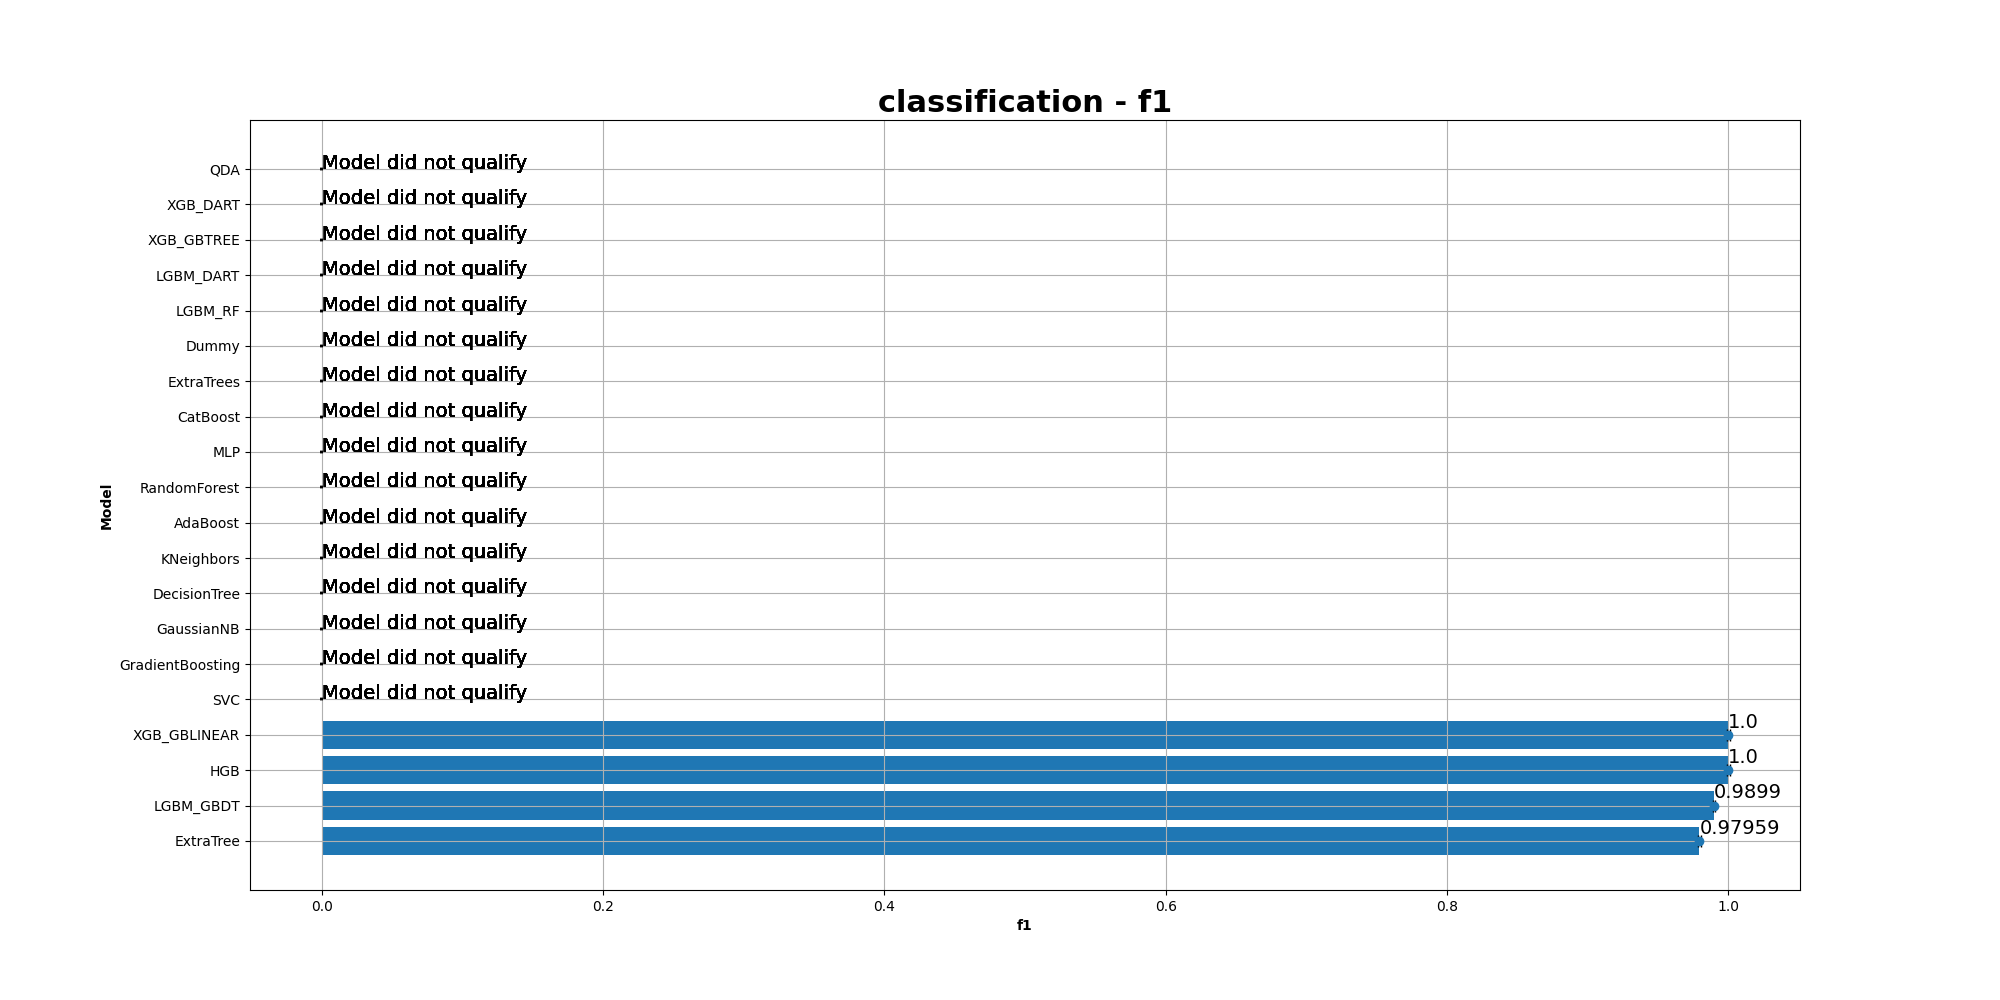 classification - f1
Model
QDA Model did not qualify
XGB_DART Model did not qualify
XGB_GBTREE Model did not qualify
LGBM_DART Model did not qualify
LGBM_RF Model did not qualify
Dummy Model did not qualify
ExtraTrees Model did not qualify
CatBoost Model did not qualify
MLP Model did not qualify
RandomForest Model did not qualify
AdaBoost Model did not qualify
KNeighbors Model did not qualify
DecisionTree Model did not qualify
GaussianNB Model did not qualify
GradientBoosting Model did not qualify
SVC Model did not qualify
XGB_GBLINEAR 1.0
HGB 1.0
LGBM_GBDT 0.9899
ExtraTree 0.97959
0.0 0.2 0.4 0.6 0.8 1.0
f1